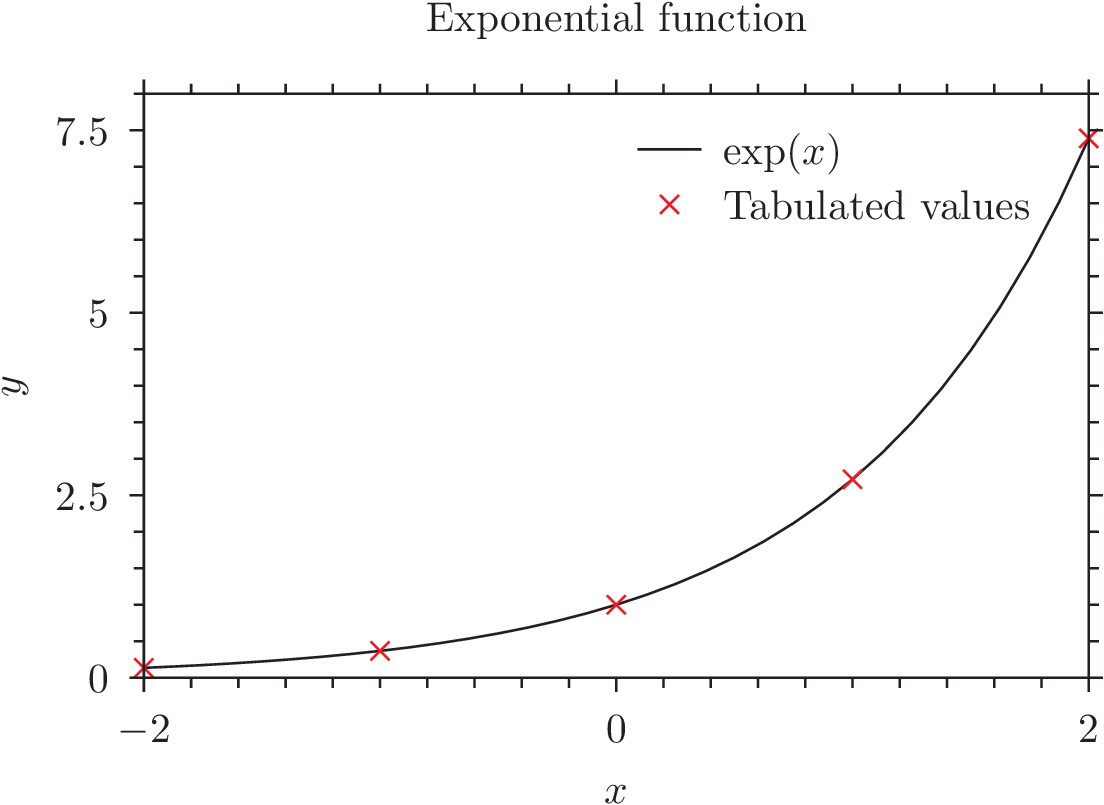 Exponential function
7.5
exp(x)
Tabulated values
5
y
2.5
0
−2 0 2
x